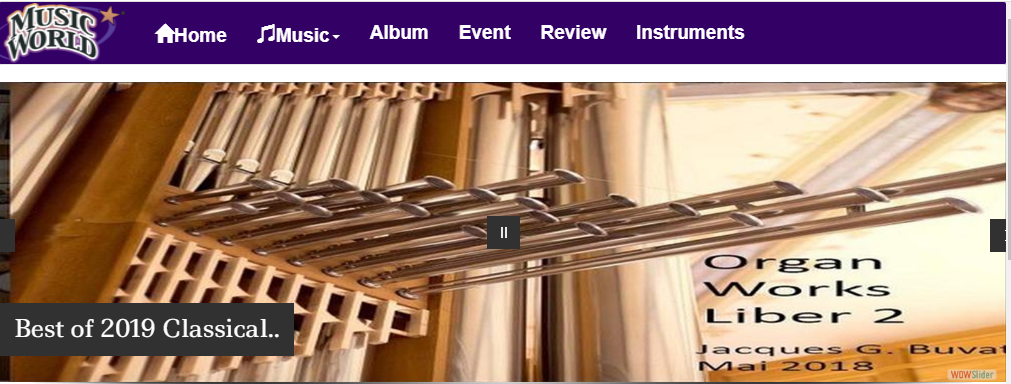 MUSIC WORLD
Home Music Album Event Review Instruments
Organ
Works
Liber 2
Jacques G. Buvat
Mai 2018
Best of 2019 Classical..
WOWSlider